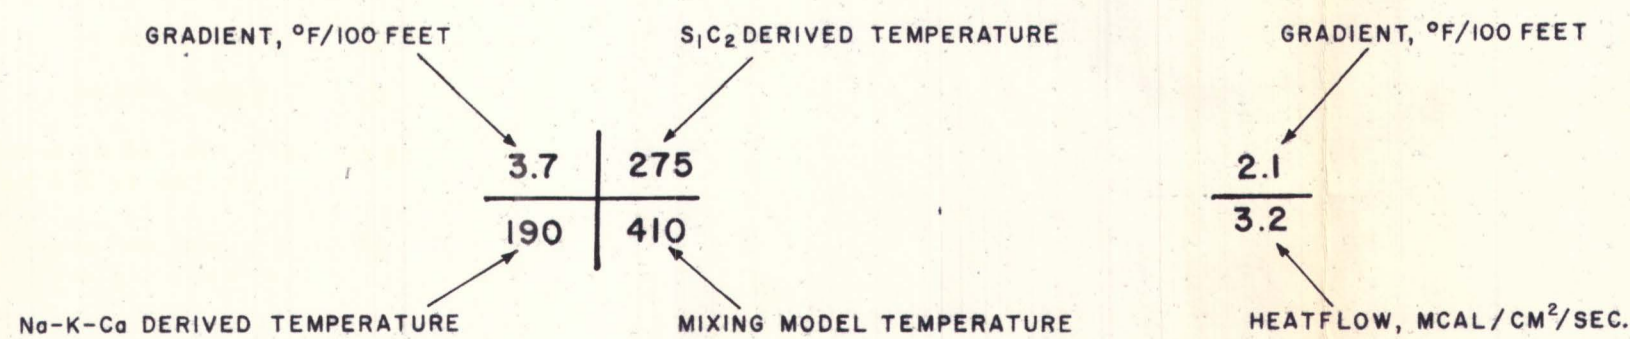 GRADIENT, °F/100 FEET
S₁C₂ DERIVED TEMPERATURE
GRADIENT, °F/100 FEET
3.7 275
2.1
190 410
3.2
Na-K-Ca DERIVED TEMPERATURE
MIXING MODEL TEMPERATURE
HEATFLOW, MCAL/CM²/SEC.